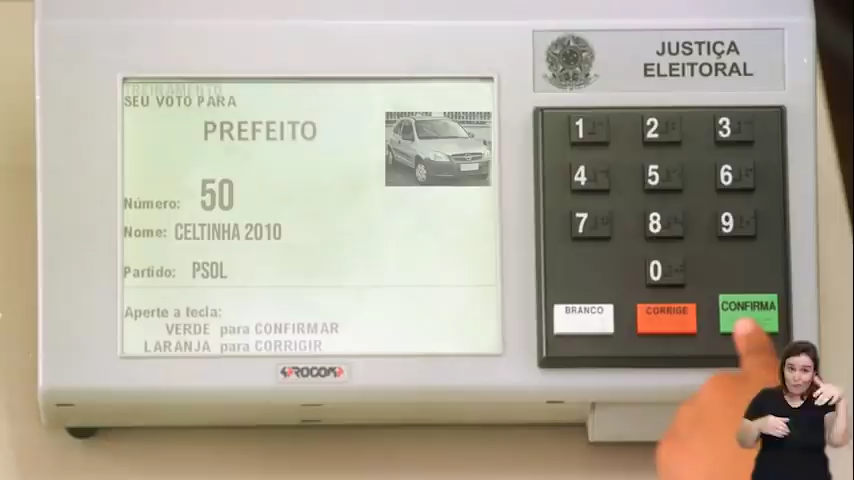 JUSTIÇA
ELEITORAL
TREINAMENTO
SEU VOTO PARA
PREFEITO
Número: 50
Nome: CELTINHA 2010
Partido: PSOL
Aperte a tecla:
VERDE para CONFIRMAR
LARANJA para CORRIGIR
PROCOMP
1 2 3
4 5 6
7 8 9
0
BRANCO CORRIGE CONFIRMA